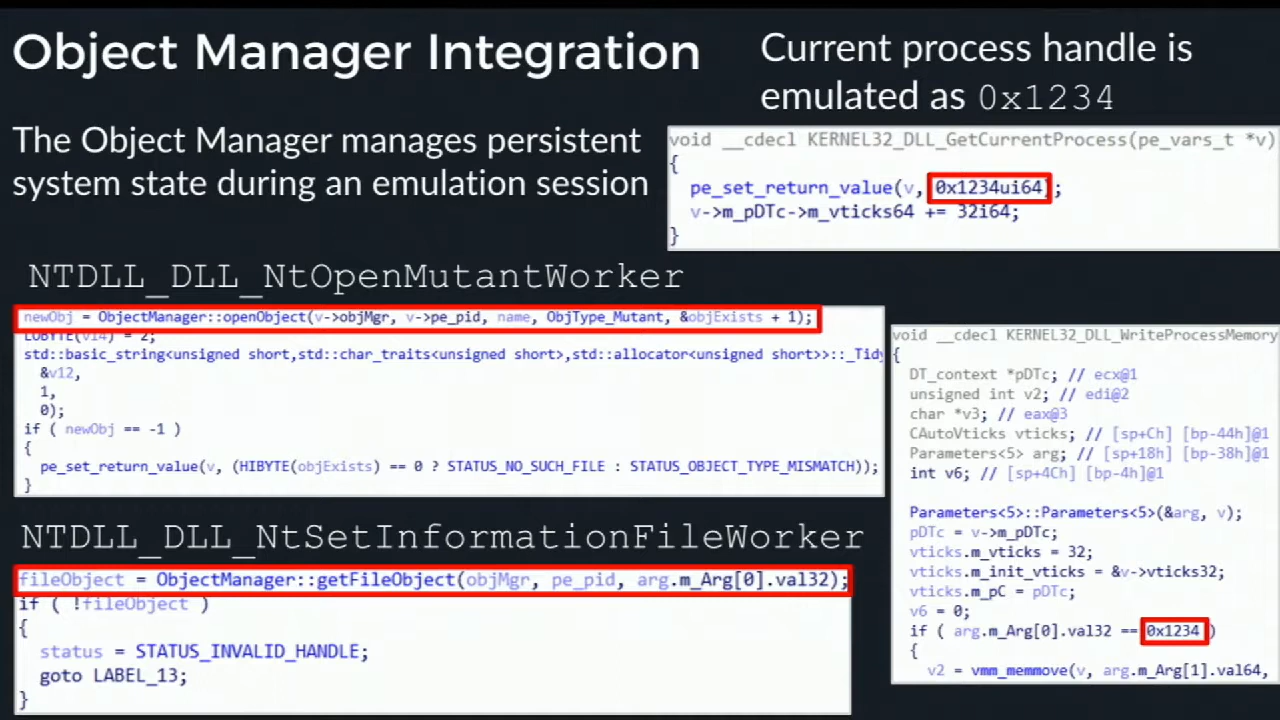 Object Manager Integration
The Object Manager manages persistent
system state during an emulation session
Current process handle is
emulated as 0x1234
void __cdecl KERNEL32_DLL_GetCurrentProcess(pe_vars_t *v)
{
pe_set_return_value(v, 0x1234ui64);
v->m_pDTc->m_vticks64 += 32i64;
}
NTDLL_DLL_NtOpenMutantWorker
newObj = ObjectManager::openObject(v->objMgr, v->pe_pid, name, ObjType_Mutant, &objExists + 1);
LOBYTE(v14) = 2;
std::basic_string<unsigned short,std::char_traits<unsigned short>,std::allocator<unsigned short>>::_Tidy
&v12,
1,
0);
if ( newObj == -1 )
{
pe_set_return_value(v, (HIBYTE(objExists) == 0 ? STATUS_NO_SUCH_FILE : STATUS_OBJECT_TYPE_MISMATCH));
}
NTDLL_DLL_NtSetInformationFileWorker
fileObject = ObjectManager::getFileObject(objMgr, pe_pid, arg.m_Arg[0].val32);
if ( !fileObject )
{
status = STATUS_INVALID_HANDLE;
goto LABEL_13;
}
void __cdecl KERNEL32_DLL_WriteProcessMemory
{
DT_context *pDTc; // ecx@1
unsigned int v2; // edi@2
char *v3; // eax@3
CAutoVticks vticks; // [sp+Ch] [bp-44h]@1
Parameters<5> arg; // [sp+18h] [bp-38h]@1
int v6; // [sp+4Ch] [bp-4h]@1
Parameters<5>::Parameters<5>(&arg, v);
pDTc = v->m_pDTc;
vticks.m_vticks = 32;
vticks.m_init_vticks = &v->vticks32;
vticks.m_pC = pDTc;
v6 = 0;
if ( arg.m_Arg[0].val32 == 0x1234 )
{
v2 = vmm_memmove(v, arg.m_Arg[1].val64,